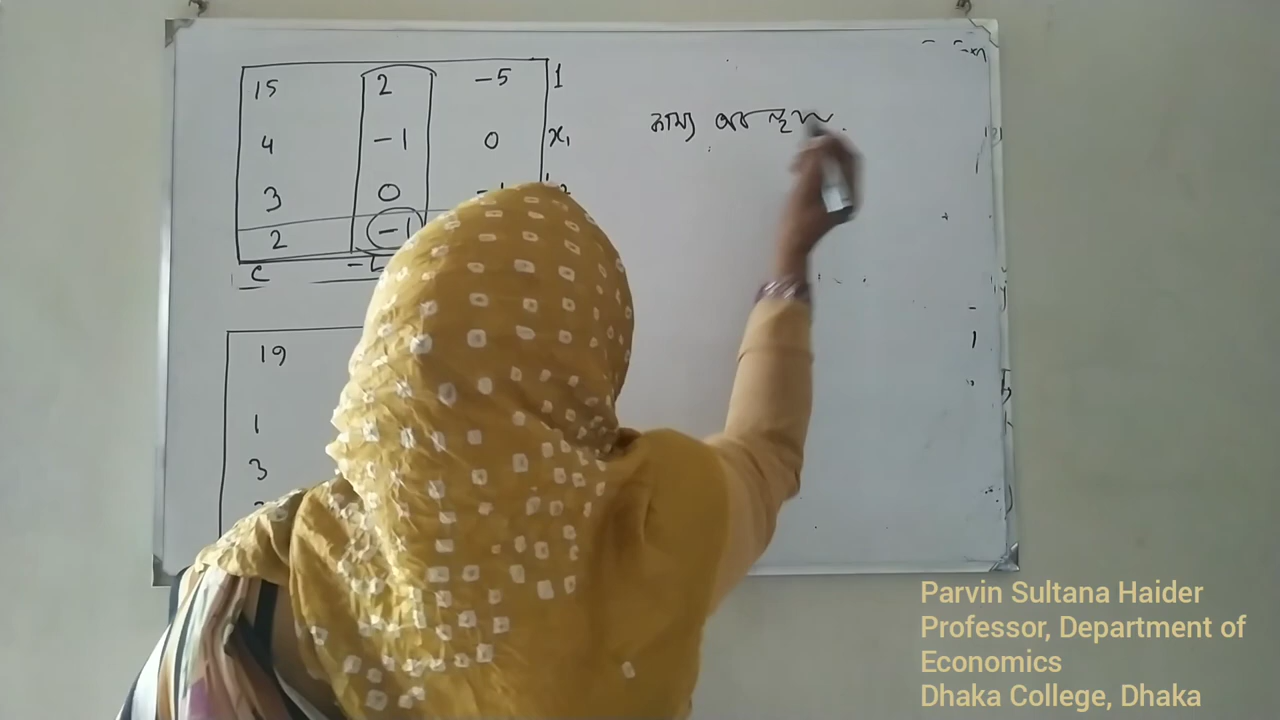 15 2 -5 1
4 -1 0 x₁
3 0
2 -1
C
19
1
3
কাম্য
Parvin Sultana Haider
Professor, Department of
Economics
Dhaka College, Dhaka